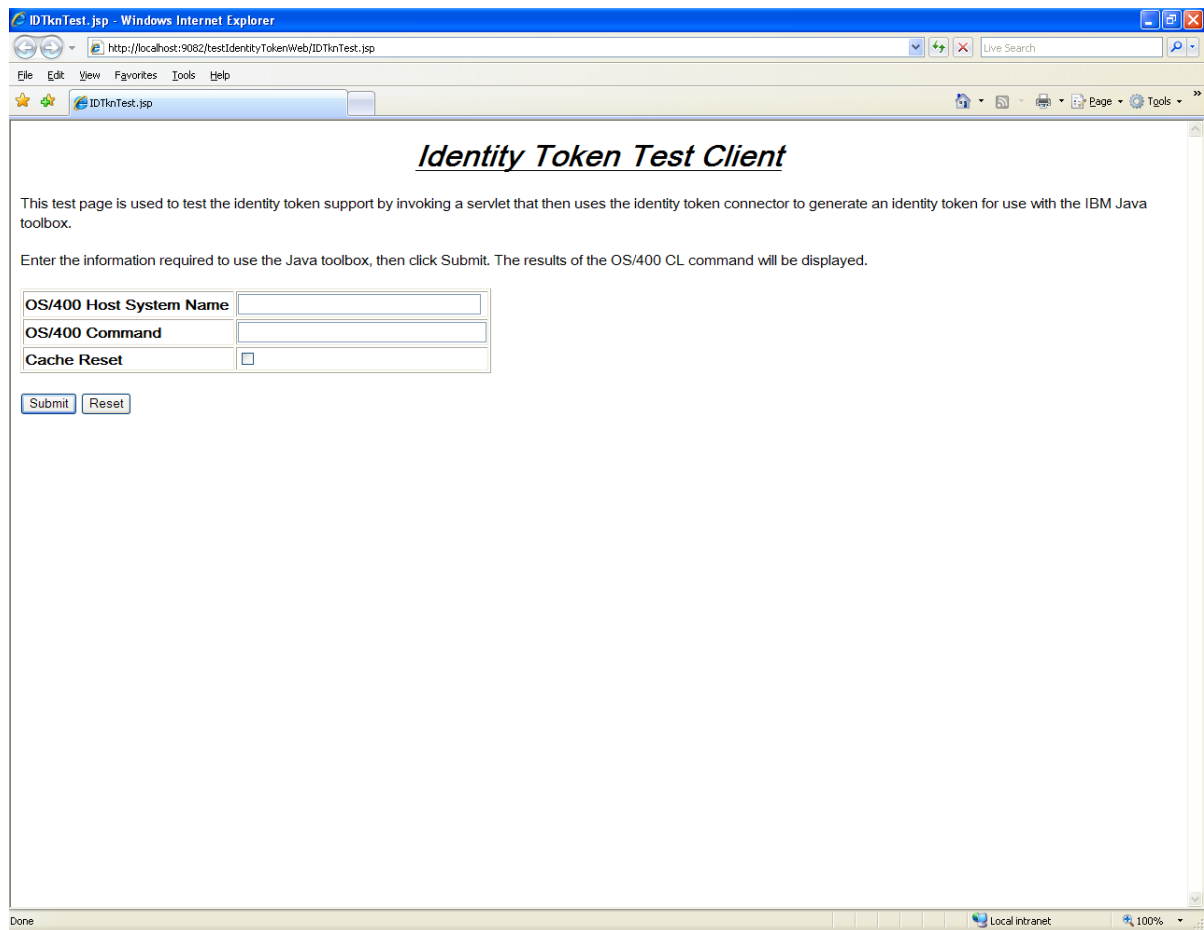 IDTknTest.jsp - Windows Internet Explorer
http://localhost:9082/testIdentityTokenWeb/IDTknTest.jsp
Live Search
File Edit View Favorites Tools Help
IDTknTest.jsp
Page Tools »
Identity Token Test Client
This test page is used to test the identity token support by invoking a servlet that then uses the identity token connector to generate an identity token for use with the IBM Java
toolbox.
Enter the information required to use the Java toolbox, then click Submit. The results of the OS/400 CL command will be displayed.
OS/400 Host System Name
OS/400 Command
Cache Reset
Submit Reset
Done Local intranet 100%